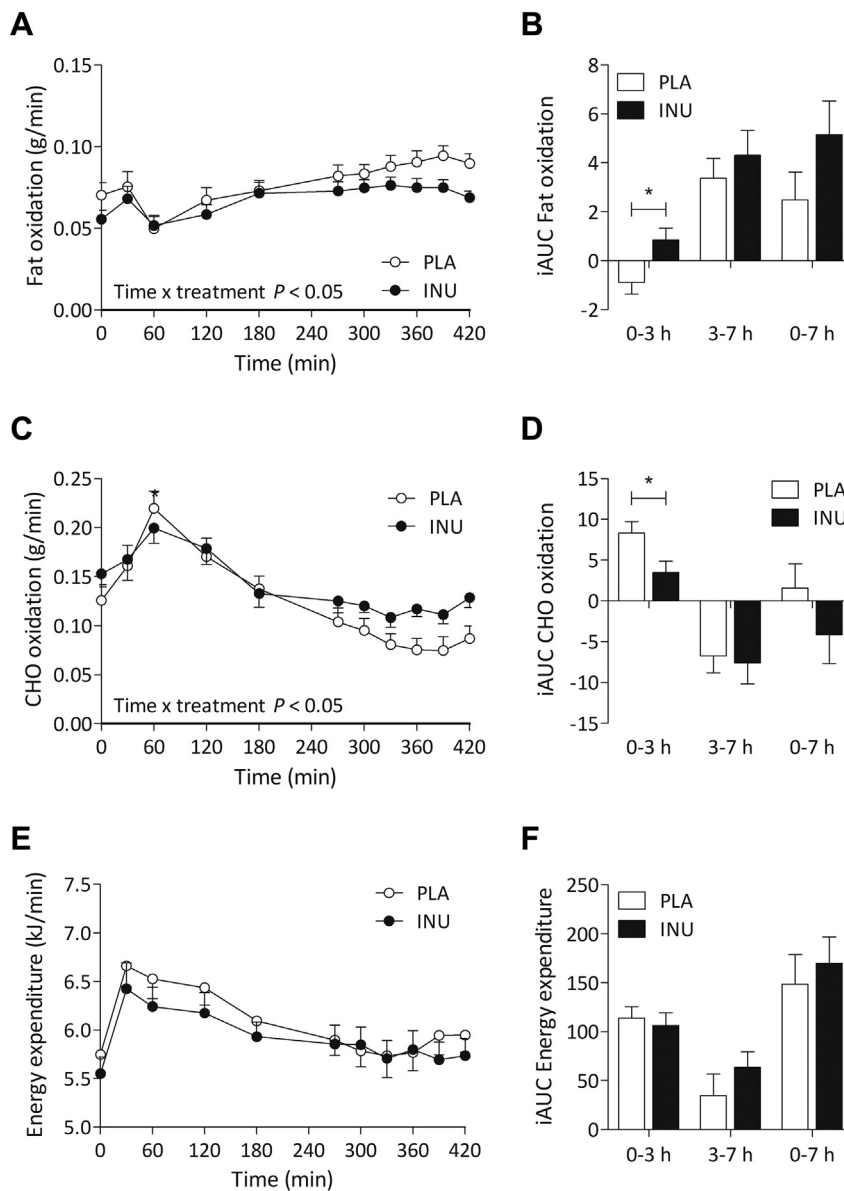 A
Fat oxidation (g/min)
0.15
0.10
0.05
0.00
PLA
INU
Time x treatment P < 0.05
0 60 120 180 240 300 360 420
Time (min)
B
iAUC Fat oxidation
8
6
4
2
0
-2
PLA
INU
*
0-3 h 3-7 h 0-7 h
C
CHO oxidation (g/min)
0.25
0.20
0.15
0.10
0.05
0.00
*
PLA
INU
Time x treatment P < 0.05
0 60 120 180 240 300 360 420
Time (min)
D
iAUC CHO oxidation
15
10
5
0
-5
-10
-15
*
PLA
INU
0-3 h 3-7 h 0-7 h
E
Energy expenditure (kJ/min)
7.5
7.0
6.5
6.0
5.5
5.0
PLA
INU
0 60 120 180 240 300 360 420
Time (min)
F
iAUC Energy expenditure
250
200
150
100
50
0
PLA
INU
0-3 h 3-7 h 0-7 h